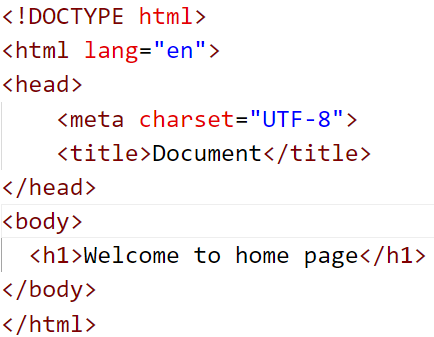 <!DOCTYPE html>
<html lang="en">
<head>
    <meta charset="UTF-8">
    <title>Document</title>
</head>
<body>
  <h1>Welcome to home page</h1>
</body>
</html>